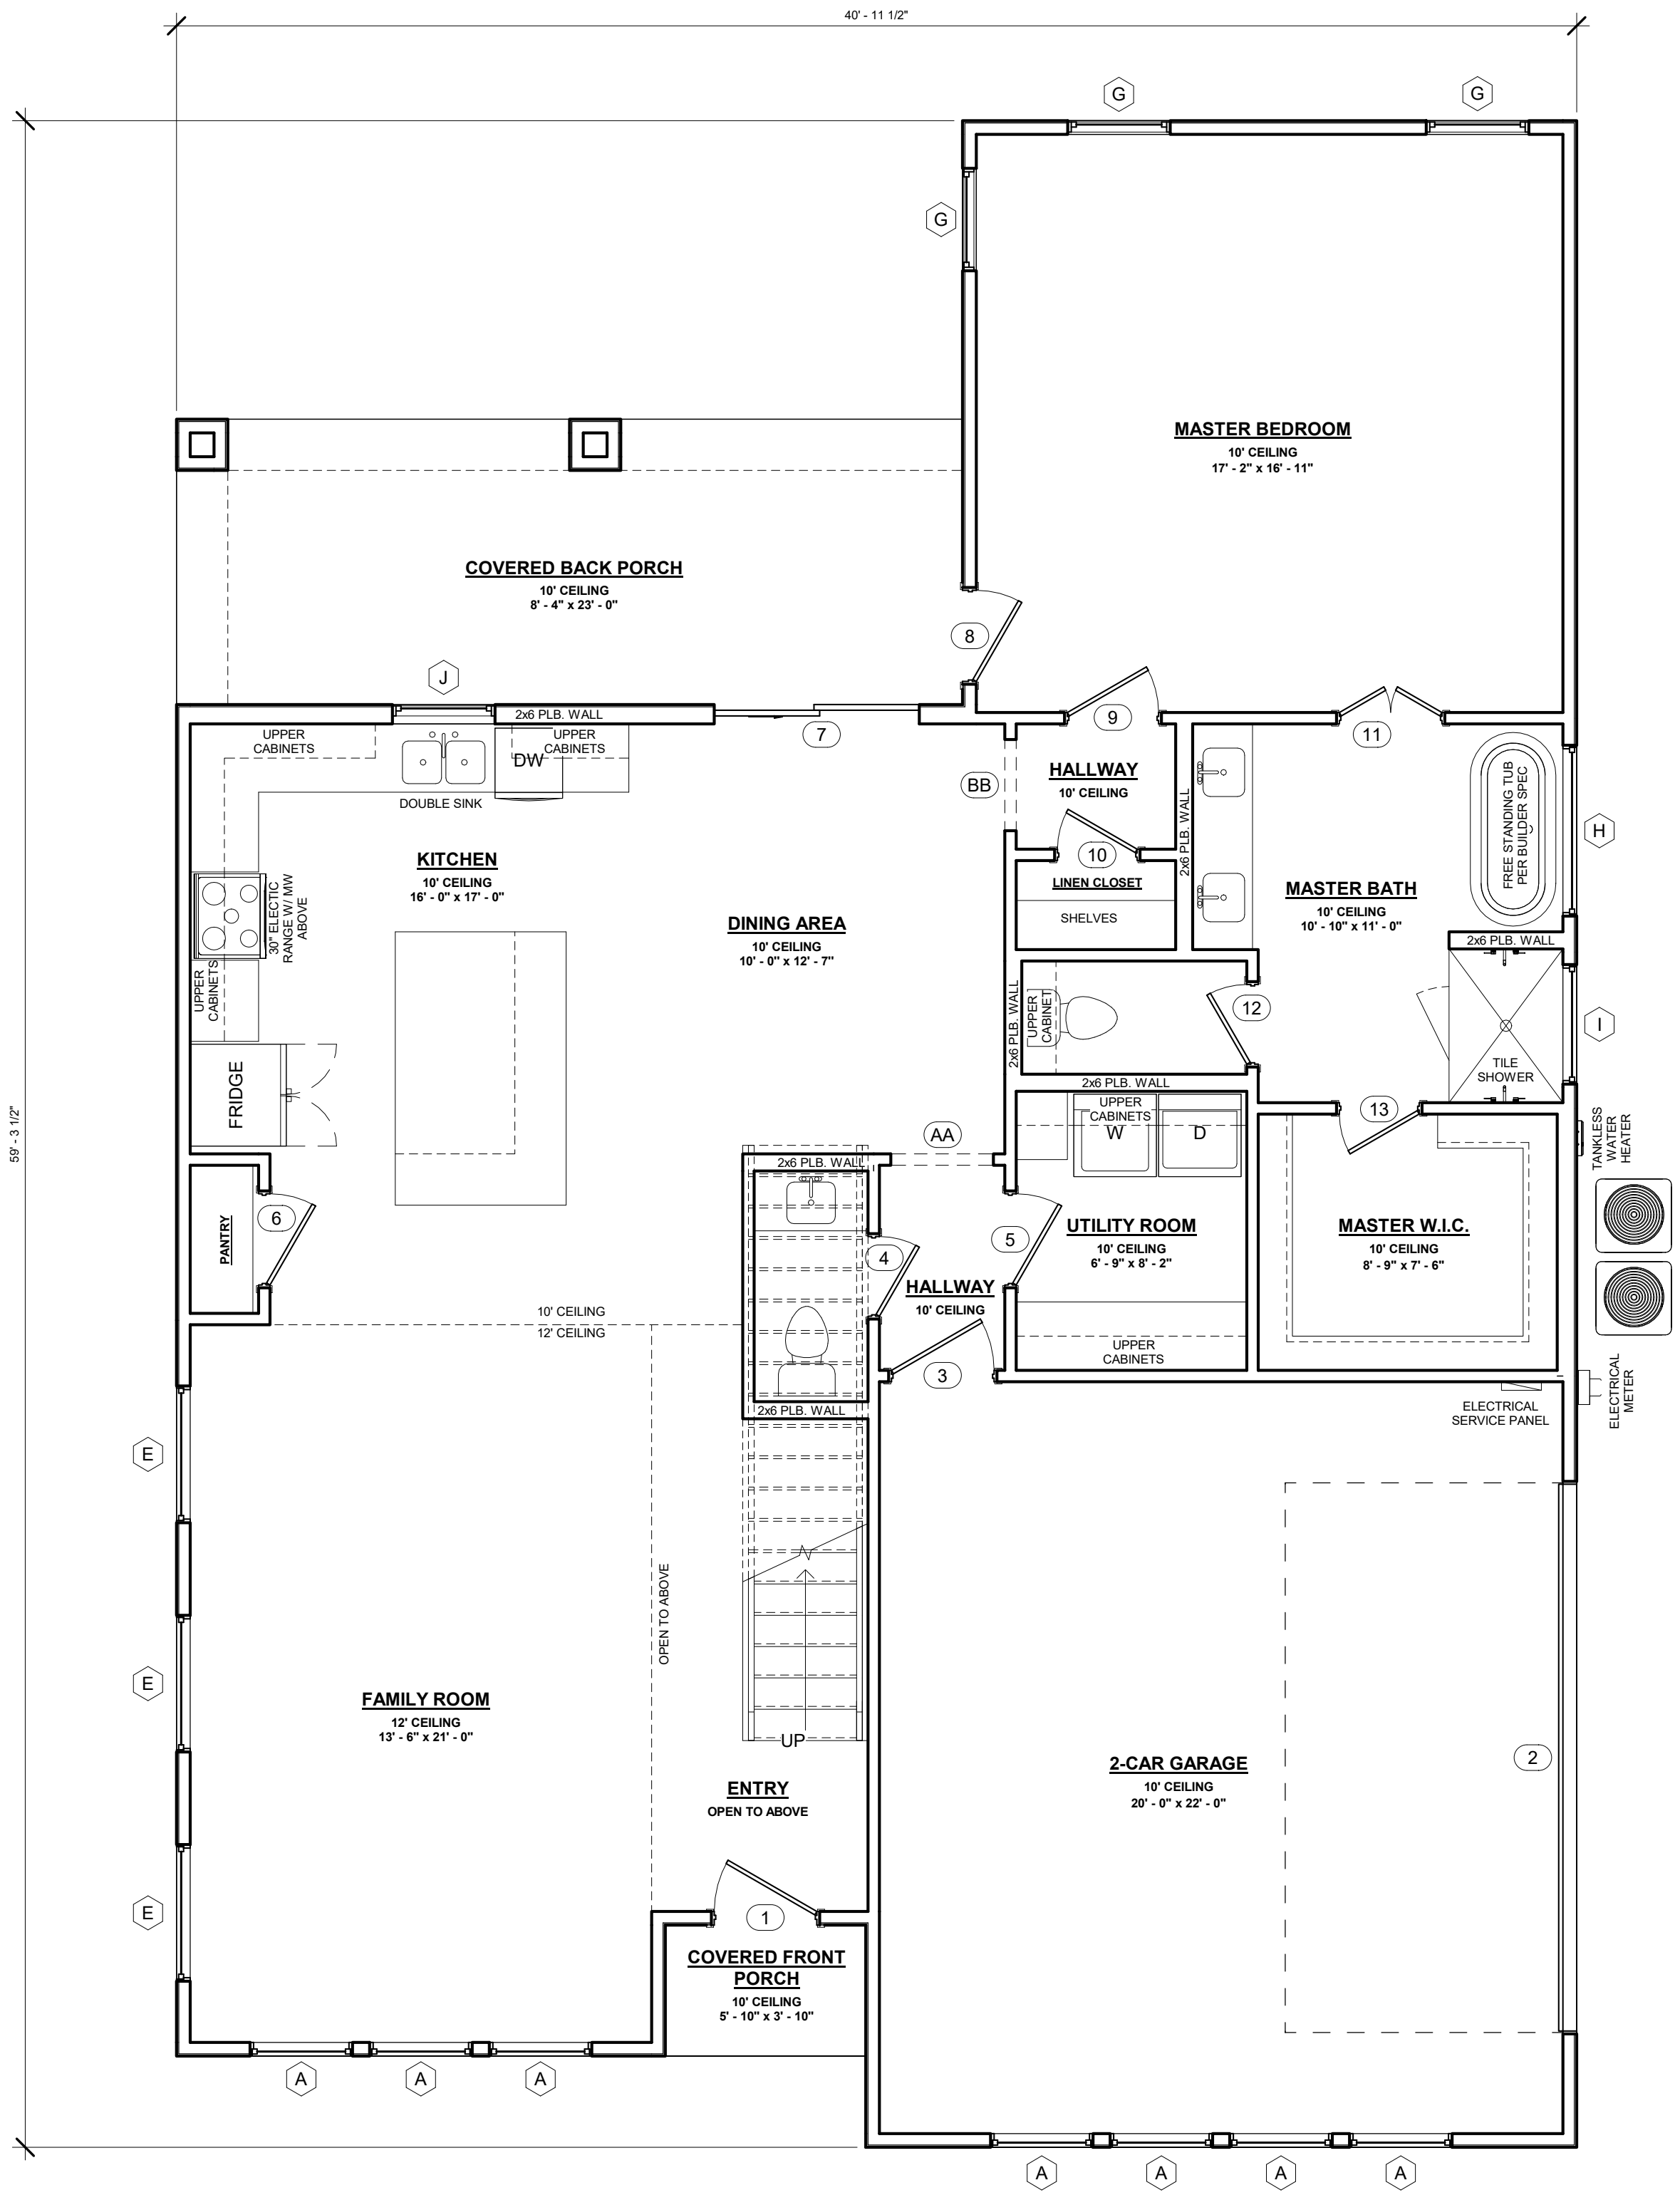 40' - 11 1/2"
G
G
G
59' - 3 1/2"
MASTER BEDROOM
10' CEILING
17' - 2" x 16' - 11"
COVERED BACK PORCH
10' CEILING
8' - 4" x 23' - 0"
8
J
2x6 PLB. WALL
7
9
11
UPPER
CABINETS
UPPER
CABINETS
DW
DOUBLE SINK
BB
HALLWAY
10' CEILING
10
LINEN CLOSET
SHELVES
2x6 PLB. WALL
FREE STANDING TUB
PER BUILDER SPEC
H
KITCHEN
10' CEILING
16' - 0" x 17' - 0"
30" ELECTIC
RANGE W/ MW
ABOVE
UPPER
CABINETS
FRIDGE
DINING AREA
10' CEILING
10' - 0" x 12' - 7"
MASTER BATH
10' CEILING
10' - 10" x 11' - 0"
2x6 PLB. WALL
2x6 PLB. WALL
UPPER
CABINET
12
I
TILE
SHOWER
2x6 PLB. WALL
UPPER
CABINETS
W
D
13
AA
TANKLESS
WATER
HEATER
2x6 PLB. WALL
PANTRY
6
4
5
UTILITY ROOM
10' CEILING
6' - 9" x 8' - 2"
MASTER W.I.C.
10' CEILING
8' - 9" x 7' - 6"
HALLWAY
10' CEILING
10' CEILING
12' CEILING
UPPER
CABINETS
3
2x6 PLB. WALL
ELECTRICAL
SERVICE PANEL
ELECTRICAL
METER
E
OPEN TO ABOVE
E
FAMILY ROOM
12' CEILING
13' - 6" x 21' - 0"
UP
ENTRY
OPEN TO ABOVE
2-CAR GARAGE
10' CEILING
20' - 0" x 22' - 0"
2
E
1
COVERED FRONT
PORCH
10' CEILING
5' - 10" x 3' - 10"
A
A
A
A
A
A
A